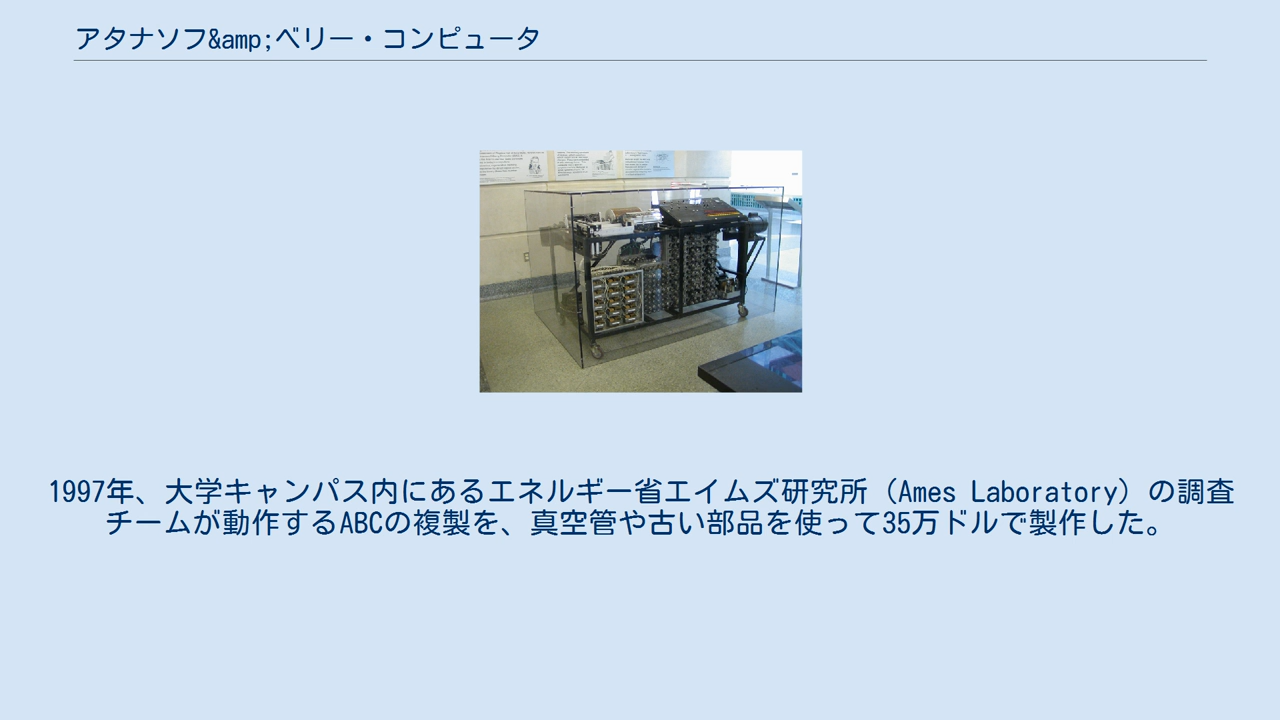 アタナソフ&amp;ベリー・コンピュータ
1997年、大学キャンパス内にあるエネルギー省エイムズ研究所（Ames Laboratory）の調査
チームが動作するABCの複製を、真空管や古い部品を使って35万ドルで製作した。